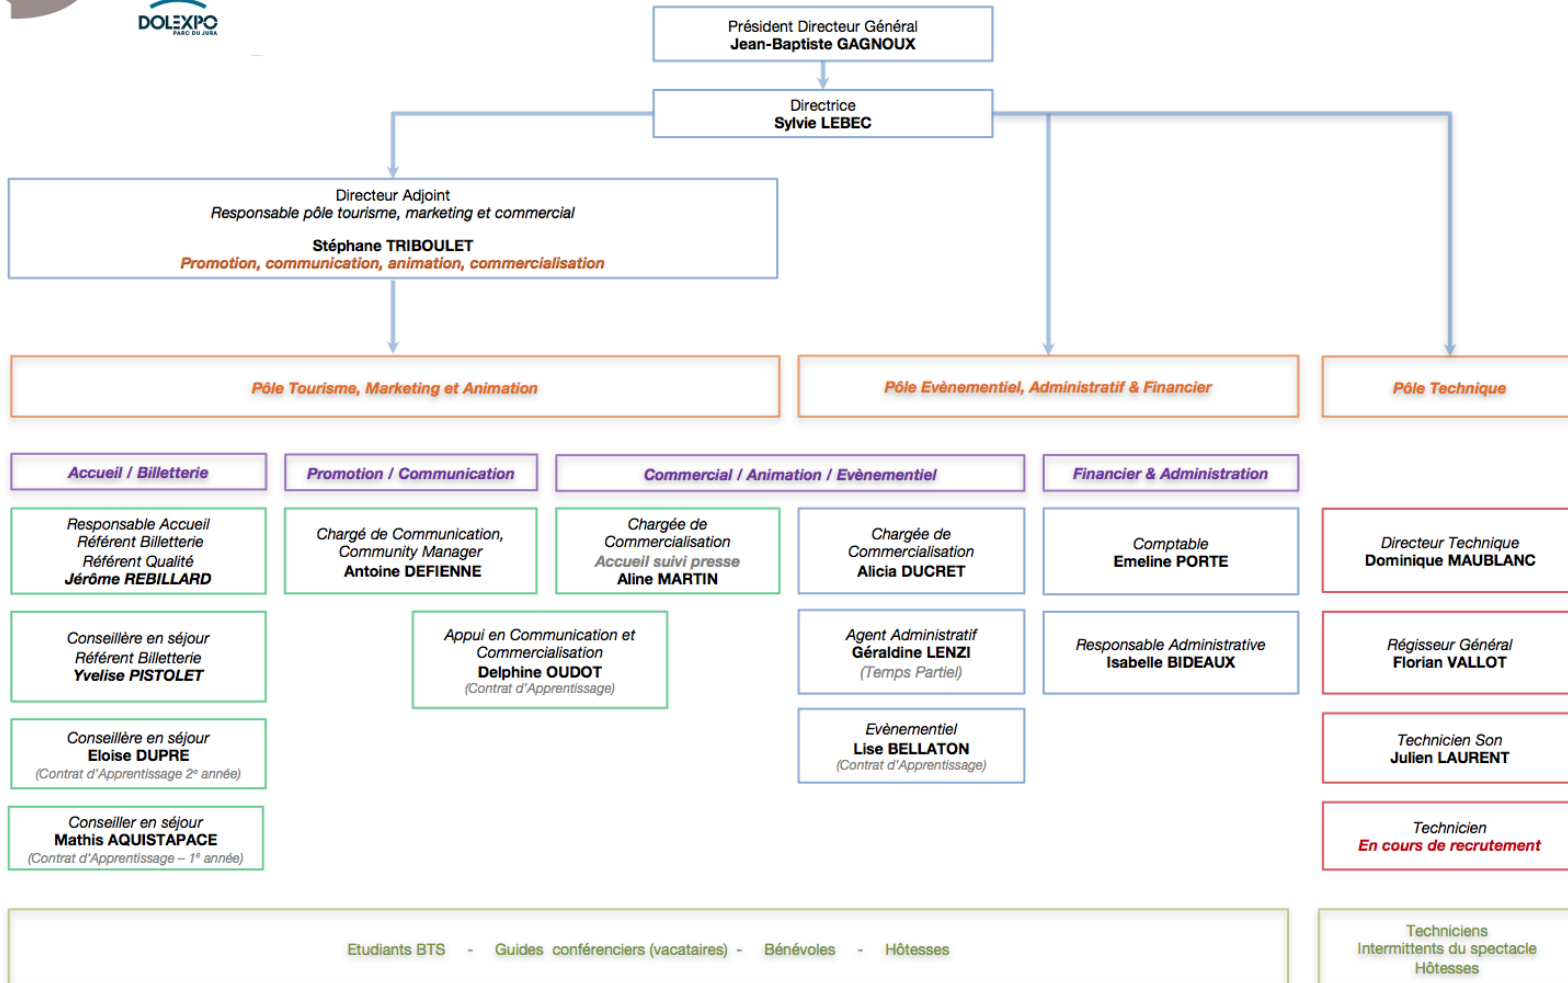 DOLEXPO
PARC DU JURA
Président Directeur Général
Jean-Baptiste GAGNOUX
Directrice
Sylvie LEBEC
Directeur Adjoint
Responsable pôle tourisme, marketing et commercial
Stéphane TRIBOULET
Promotion, communication, animation, commercialisation
Pôle Tourisme, Marketing et Animation
Pôle Evènementiel, Administratif & Financier
Pôle Technique
Accueil / Billetterie
Promotion / Communication
Commercial / Animation / Evènementiel
Financier & Administration
Responsable Accueil
Référent Billetterie
Référent Qualité
Jérôme REBILLARD
Chargé de Communication,
Community Manager
Antoine DEFIENNE
Chargée de
Commercialisation
Accueil suivi presse
Aline MARTIN
Chargée de
Commercialisation
Alicia DUCRET
Comptable
Emeline PORTE
Directeur Technique
Dominique MAUBLANC
Conseillère en séjour
Référent Billetterie
Yvelise PISTOLET
Appui en Communication et
Commercialisation
Delphine OUDOT
(Contrat d'Apprentissage)
Agent Administratif
Géraldine LENZI
(Temps Partiel)
Responsable Administrative
Isabelle BIDEAUX
Régisseur Général
Florian VALLOT
Conseillère en séjour
Eloise DUPRE
(Contrat d'Apprentissage 2e année)
Evènementiel
Lise BELLATON
(Contrat d'Apprentissage)
Technicien Son
Julien LAURENT
Conseiller en séjour
Mathis AQUISTAPACE
(Contrat d'Apprentissage – 1e année)
Technicien
En cours de recrutement
Etudiants BTS - Guides conférenciers (vacataires) - Bénévoles - Hôtesses
Techniciens
Intermittents du spectacle
Hôtesses